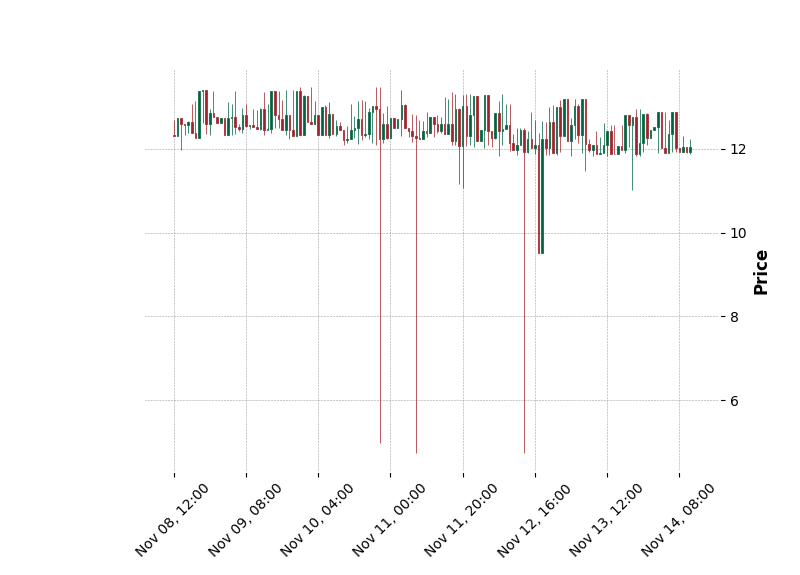 12
10
8
6
Price
Nov 08, 12:00
Nov 09, 08:00
Nov 10, 04:00
Nov 11, 00:00
Nov 11, 20:00
Nov 12, 16:00
Nov 13, 12:00
Nov 14, 08:00